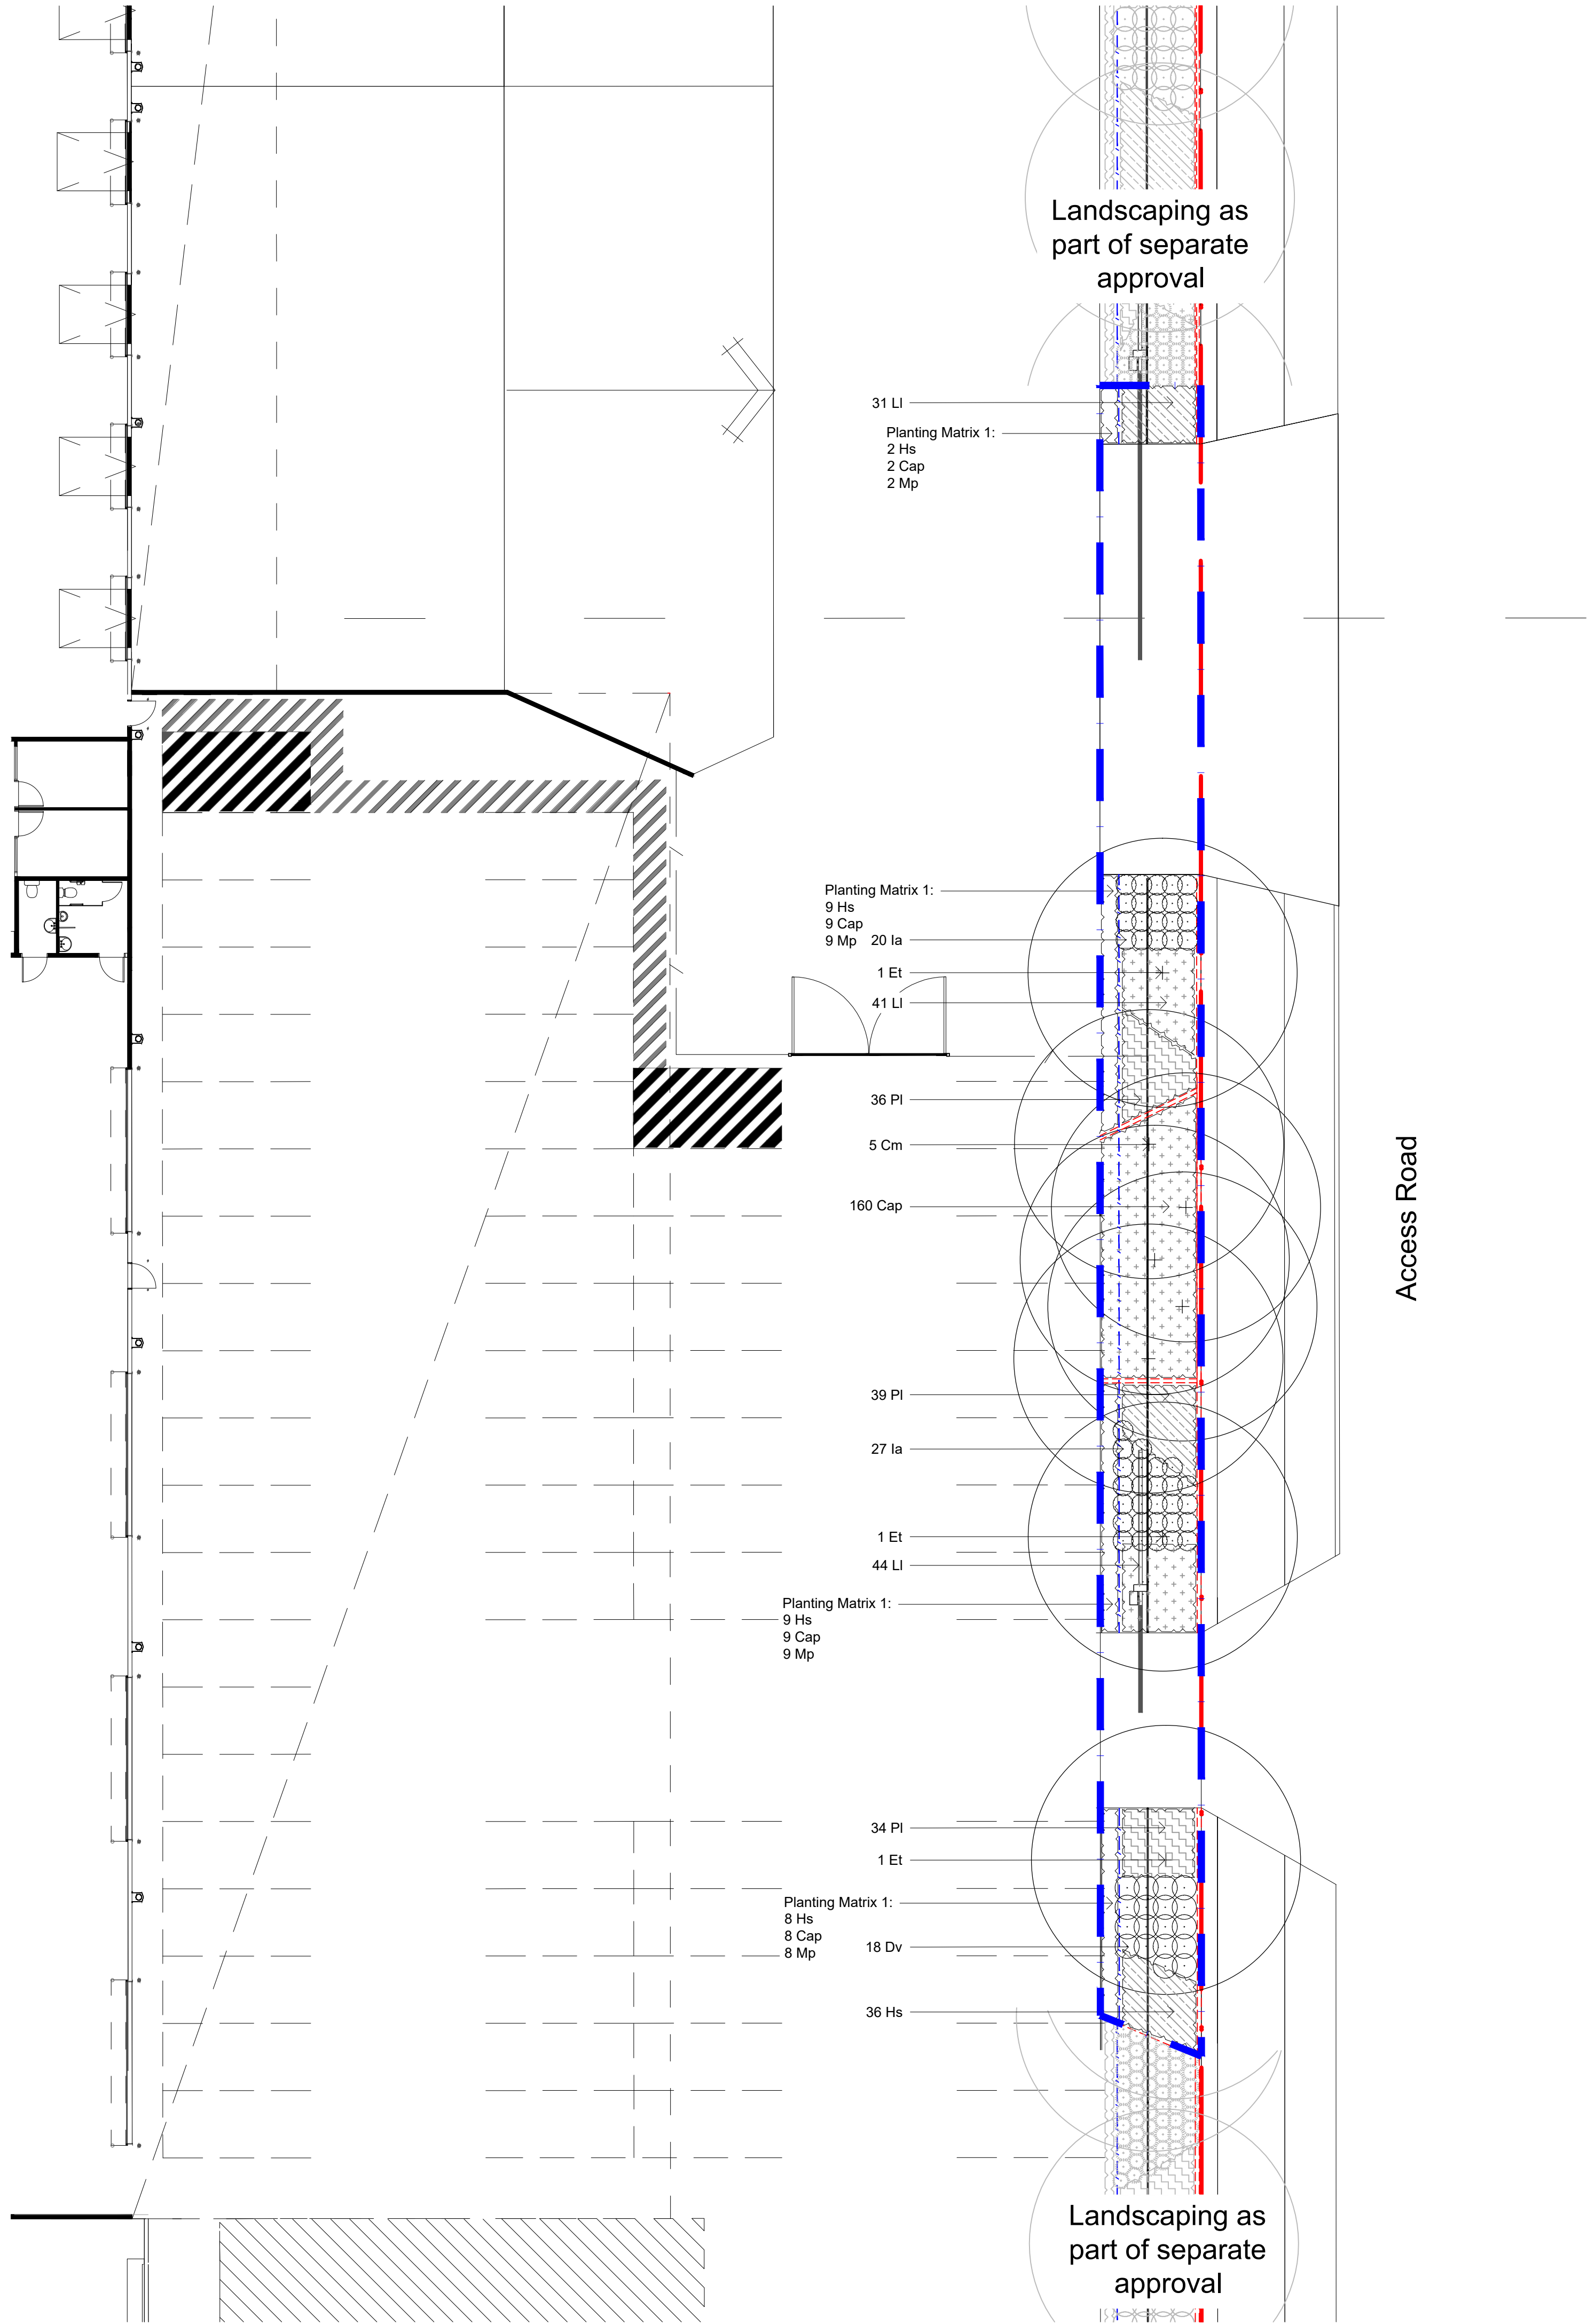 Landscaping as
part of separate
approval
31 Ll
Planting Matrix 1:
2 Hs
2 Cap
2 Mp
Planting Matrix 1:
9 Hs
9 Cap
9 Mp
20 Ia
1 Et
41 Ll
36 Pl
5 Cm
160 Cap
Access Road
39 Pl
27 Ia
1 Et
44 Ll
Planting Matrix 1:
9 Hs
9 Cap
9 Mp
34 Pl
1 Et
Planting Matrix 1:
8 Hs
8 Cap
8 Mp
18 Dv
36 Hs
Landscaping as
part of separate
approval